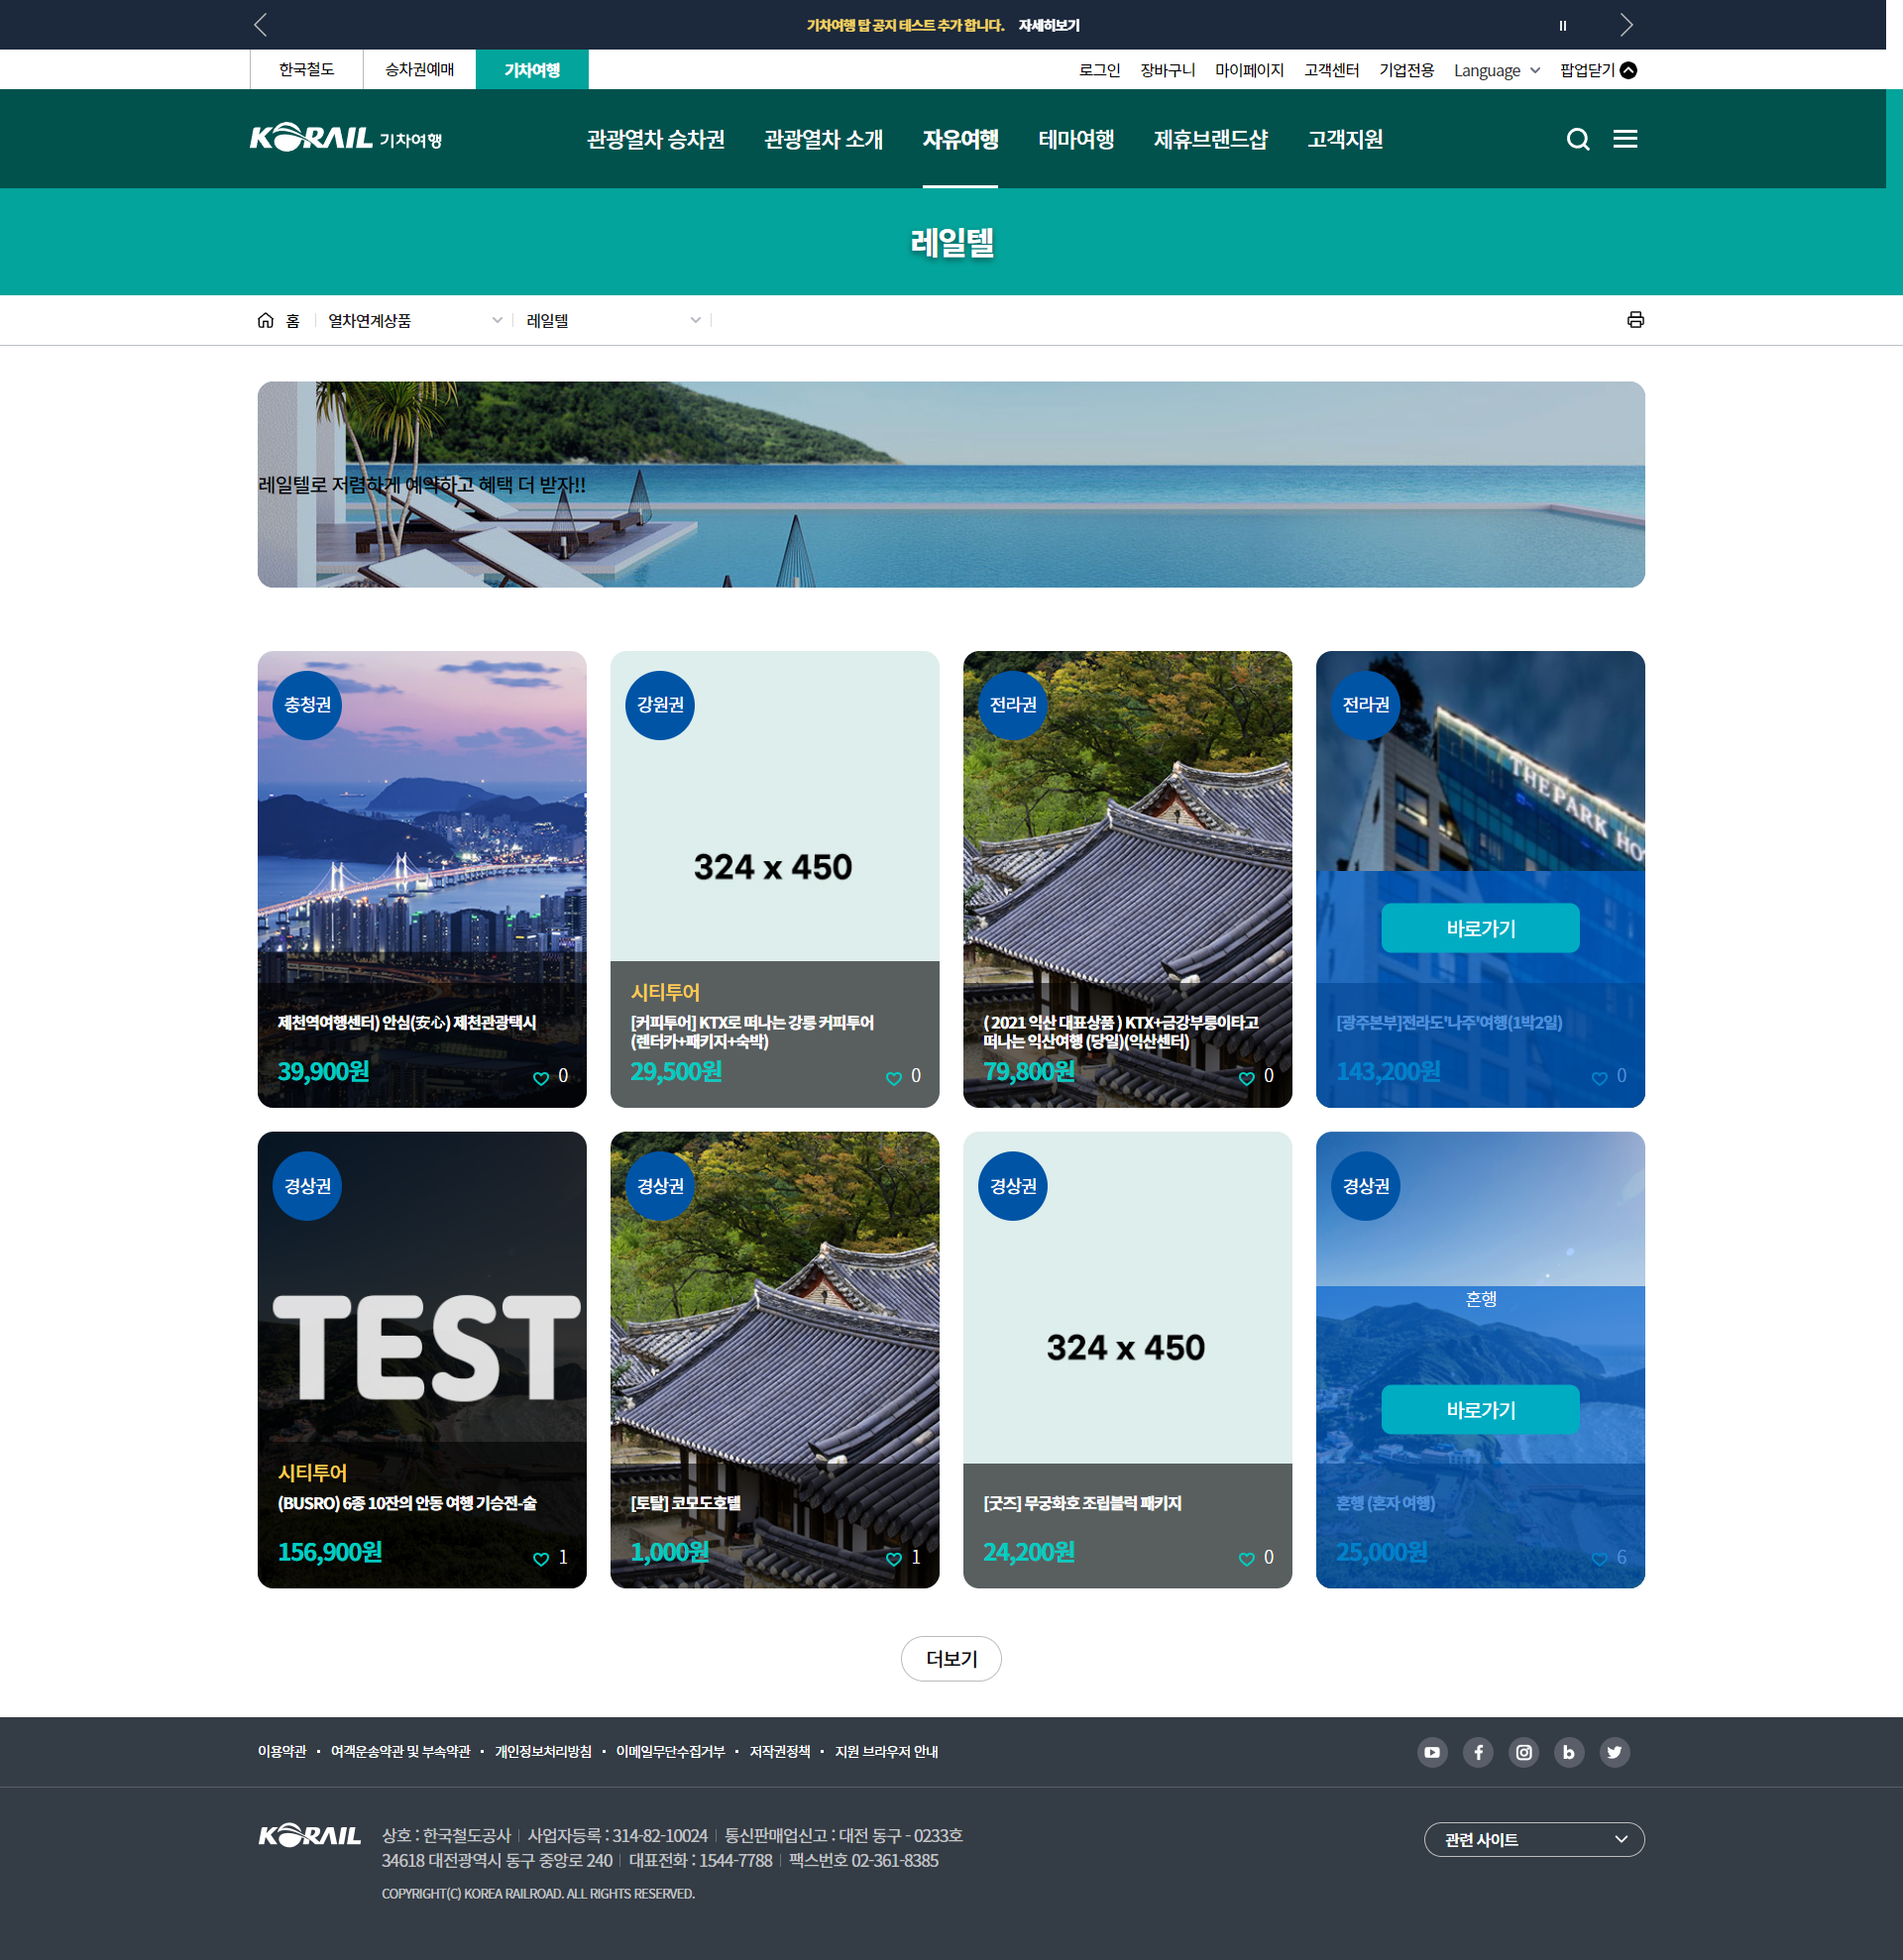 기차여행 탑 공지 테스트 추가 합니다. 자세히보기
한국철도 승차권예매 기차여행
로그인 장바구니 마이페이지 고객센터 기업전용 Language 팝업닫기
KORAIL 기차여행
관광열차 승차권 관광열차 소개 자유여행 테마여행 제휴브랜드샵 고객지원
레일텔
홈 열차연계상품 레일텔
레일텔로 저렴하게 예약하고 혜택 더 받자!!
충청권
제천역여행센터) 안심(安心) 제천관광택시
39,900원 0
강원권
324 x 450
시티투어
[커피투어] KTX로 떠나는 강릉 커피투어
(렌터카+패키지+숙박)
29,500원 0
전라권
( 2021 익산 대표상품 ) KTX+금강부릉이타고
떠나는 익산여행 (당일)(익산센터)
79,800원 0
전라권
THE PARK HO
바로가기
[광주본부]전라도'나주'여행(1박2일)
143,200원 0
경상권
TEST
시티투어
(BUSRO) 6종 10잔의 안동 여행 기승전-술
156,900원 1
경상권
[토탈] 코모도호텔
1,000원 1
경상권
324 x 450
[굿즈] 무궁화호 조립블럭 패키지
24,200원 0
경상권
혼행
바로가기
혼행 (혼자 여행)
25,000원 6
더보기
이용약관 • 여객운송약관 및 부속약관 • 개인정보처리방침 • 이메일무단수집거부 • 저작권정책 • 지원 브라우저 안내
KORAIL
상호 : 한국철도공사 | 사업자등록 : 314-82-10024 | 통신판매업신고 : 대전 동구 - 0233호
34618 대전광역시 동구 중앙로 240 | 대표전화 : 1544-7788 | 팩스번호 02-361-8385
COPYRIGHT(C) KOREA RAILROAD. ALL RIGHTS RESERVED.
관련 사이트